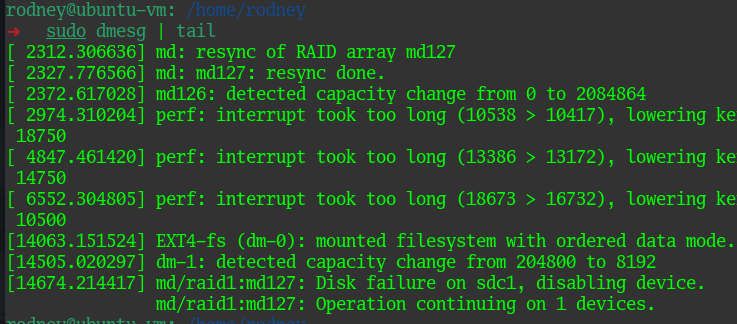 rodney@ubuntu-vm: /home/rodney
→ sudo dmesg | tail
[ 2312.306636] md: resync of RAID array md127
[ 2327.776566] md: md127: resync done.
[ 2372.617028] md126: detected capacity change from 0 to 2084864
[ 2974.310204] perf: interrupt took too long (10538 > 10417), lowering ke
18750
[ 4847.461420] perf: interrupt took too long (13386 > 13172), lowering ke
14750
[ 6552.304805] perf: interrupt took too long (18673 > 16732), lowering ke
10500
[14063.151524] EXT4-fs (dm-0): mounted filesystem with ordered data mode.
[14505.020297] dm-1: detected capacity change from 204800 to 8192
[14674.214417] md/raid1:md127: Disk failure on sdc1, disabling device.
md/raid1:md127: Operation continuing on 1 devices.
rodney@ubuntu-vm: /home/rodney